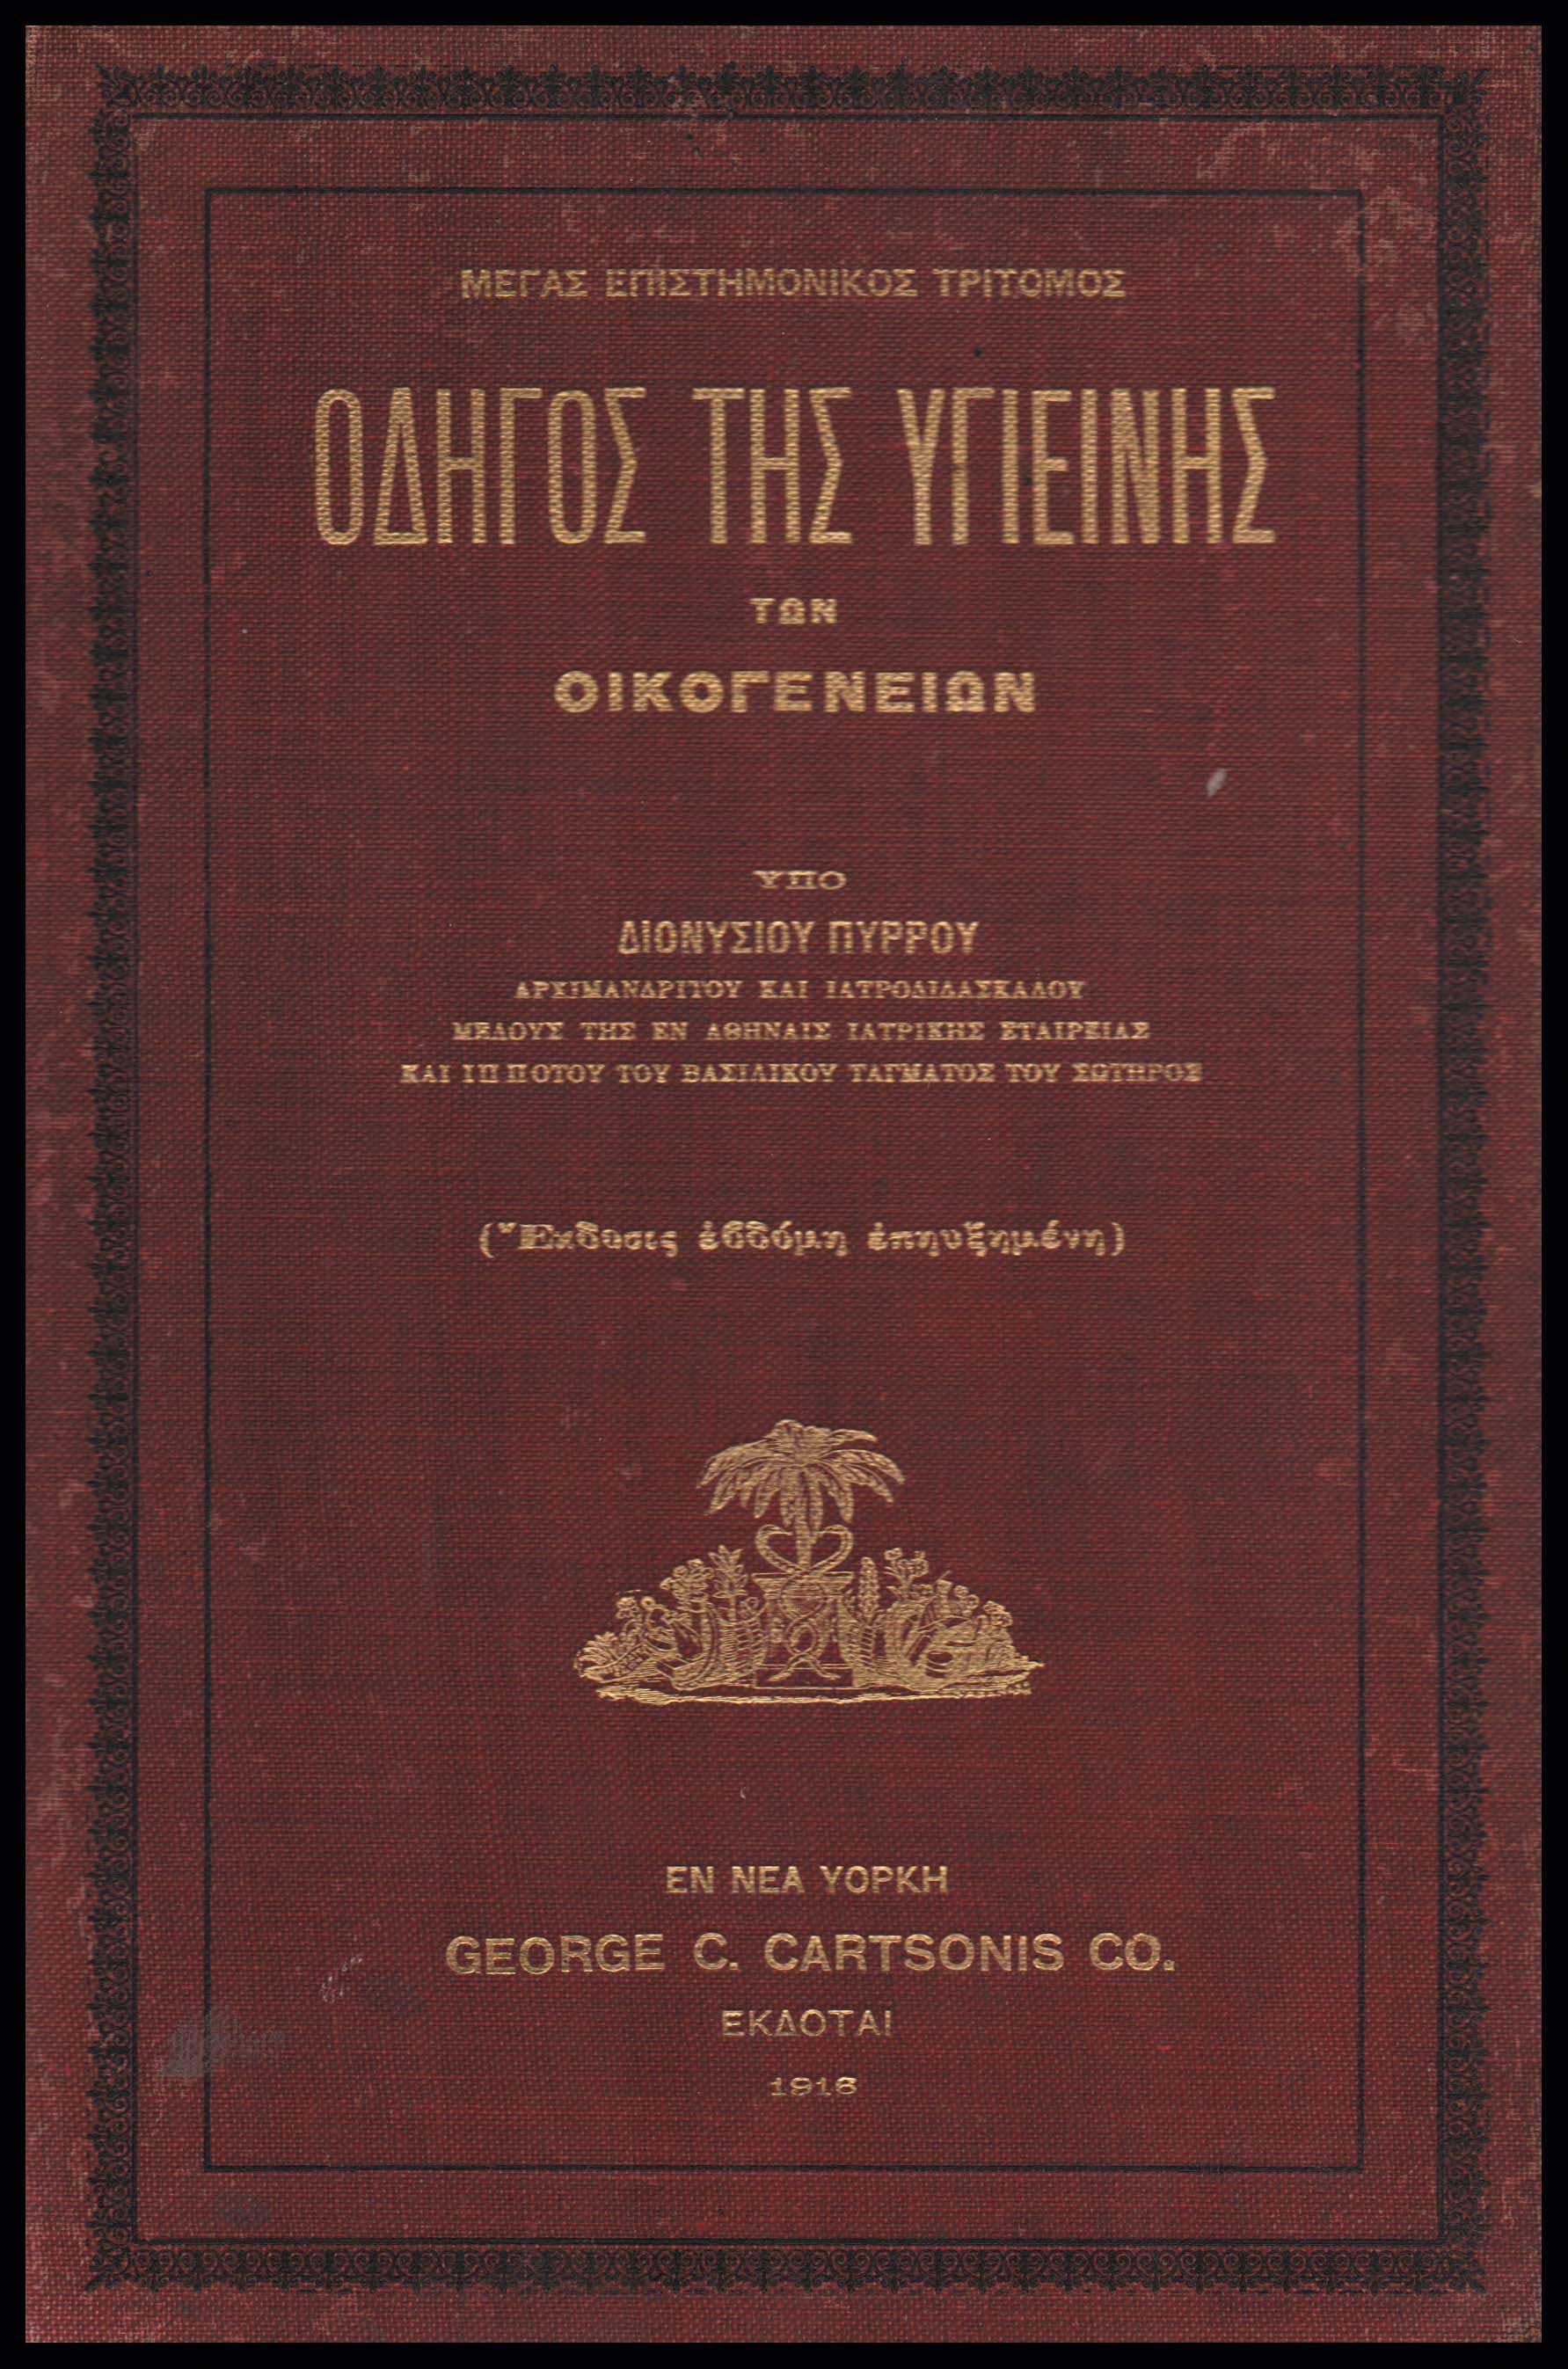 ΜΕΓΑΣ ΕΠΙΣΤΗΜΟΝΙΚΟΣ ΤΡΙΤΟΜΟΣ
ΟΔΗΓΟΣ ΤΗΣ ΥΓΙΕΙΝΗΣ
ΤΩΝ
ΟΙΚΟΓΕΝΕΙΩΝ
ΥΠΟ
ΔΙΟΝΥΣΙΟΥ ΠΥΡΡΟΥ
ΑΡΧΙΜΑΝΔΡΙΤΟΥ ΚΑΙ ΙΑΤΡΟΔΙΔΑΣΚΑΛΟΥ
ΜΕΛΟΥΣ ΤΗΣ ΕΝ ΑΘΗΝΑΙΣ ΙΑΤΡΙΚΗΣ ΕΤΑΙΡΕΙΑΣ
ΚΑΙ ΙΠΠΟΤΟΥ ΤΟΥ ΒΑΣΙΛΙΚΟΥ ΤΑΓΜΑΤΟΣ ΤΟΥ ΣΩΤΗΡΟΣ
(Ἔκδοσις ἑβδόμη ἐπηυξημένη)
ΕΝ ΝΕΑ ΥΟΡΚΗ
GEORGE C. CARTSONIS CO.
ΕΚΔΟΤΑΙ
1916